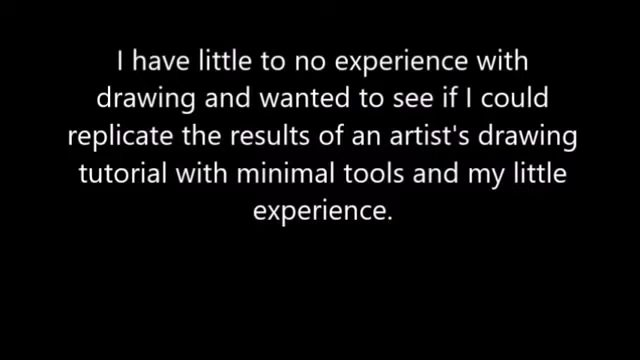 I have little to no experience with
drawing and wanted to see if I could
replicate the results of an artist's drawing
tutorial with minimal tools and my little
experience.